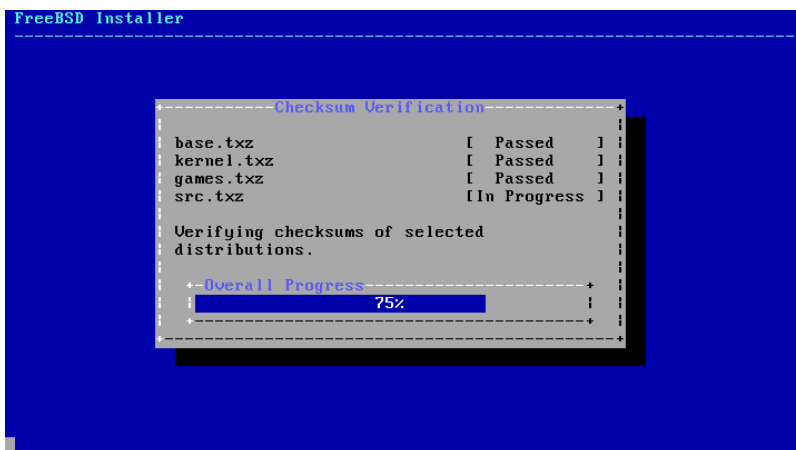 FreeBSD Installer
Checksum Verification
base.txz [ Passed ]
kernel.txz [ Passed ]
games.txz [ Passed ]
src.txz [In Progress ]
Verifying checksums of selected
distributions.
Overall Progress
75%